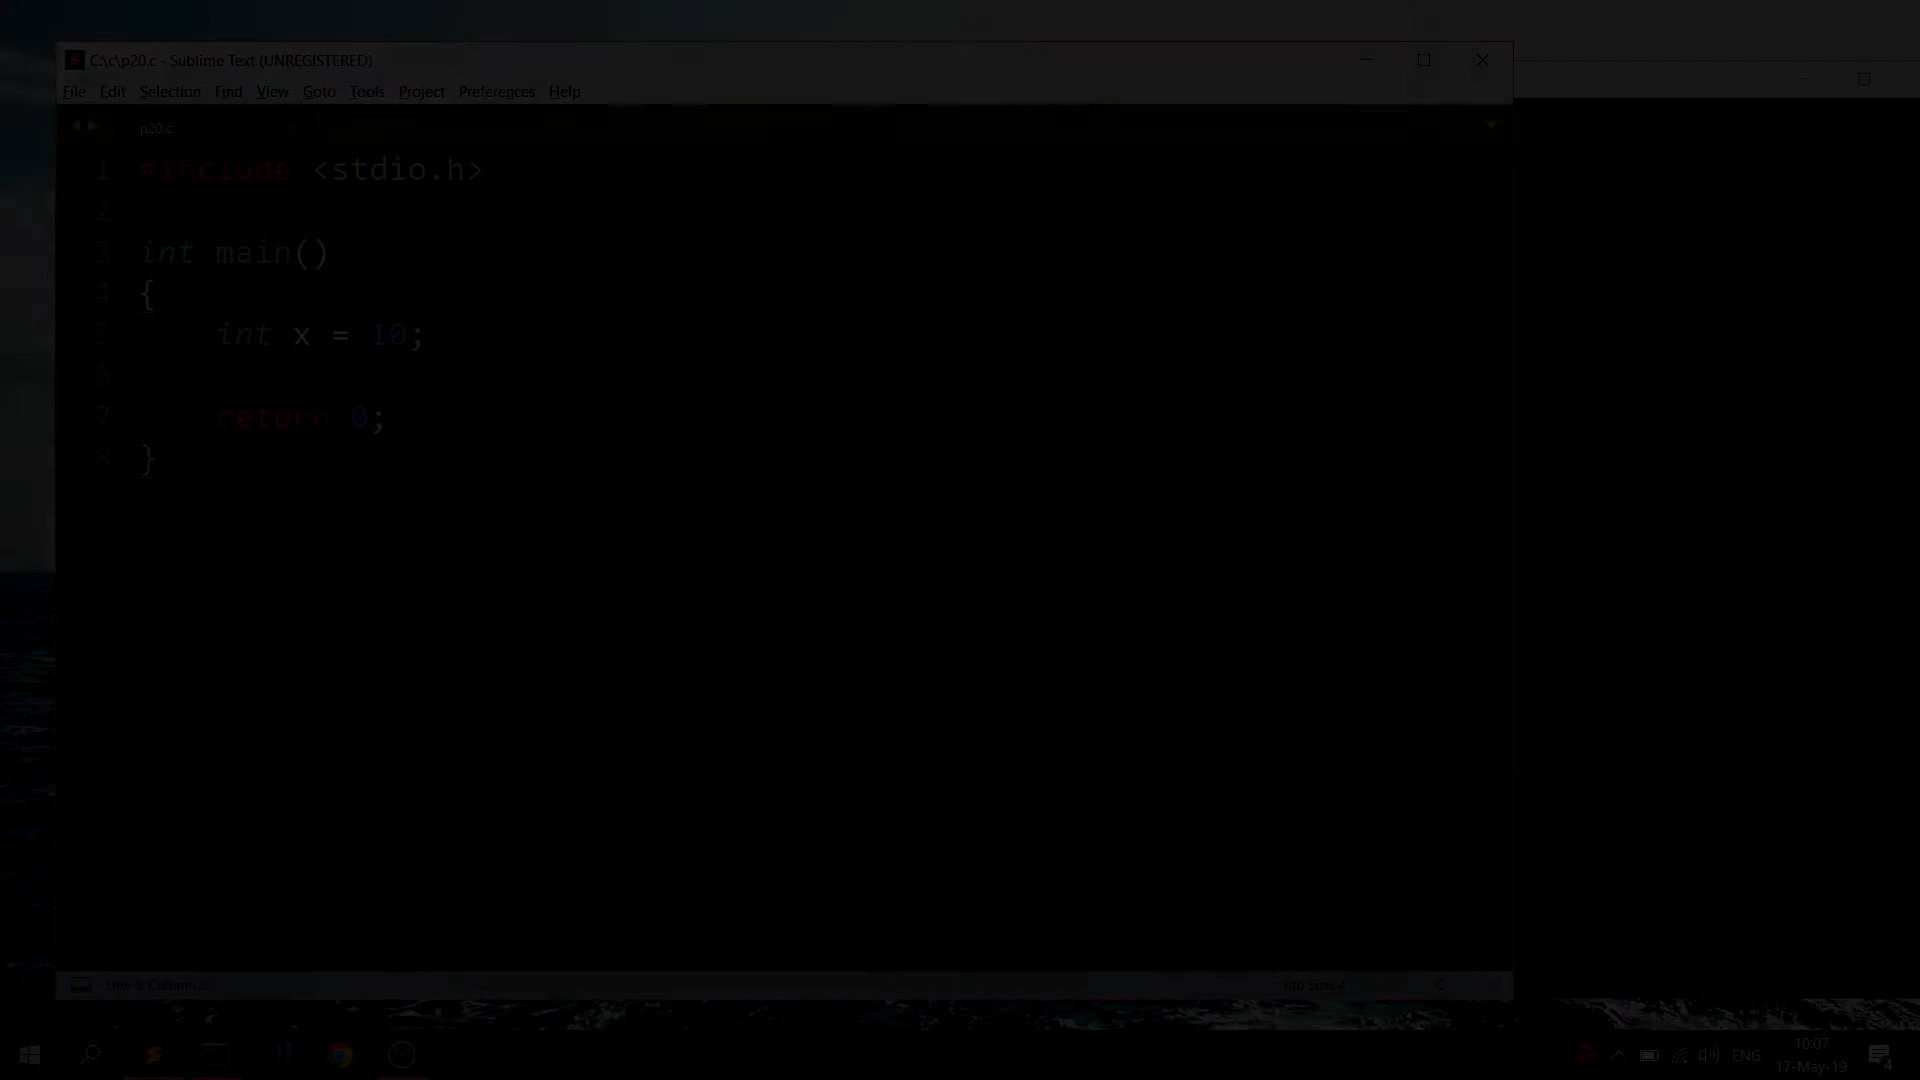 C:\c\p20.c - Sublime Text (UNREGISTERED)
File Edit Selection Find View Goto Tools Project Preferences Help
p20.c
1 #include <stdio.h>
2
3 int main()
4 {
5     int x = 10;
6
7     return 0;
8 }
Line 8, Column 2
Tab Size: 4
C
ENG
10:07
17-May-19
4